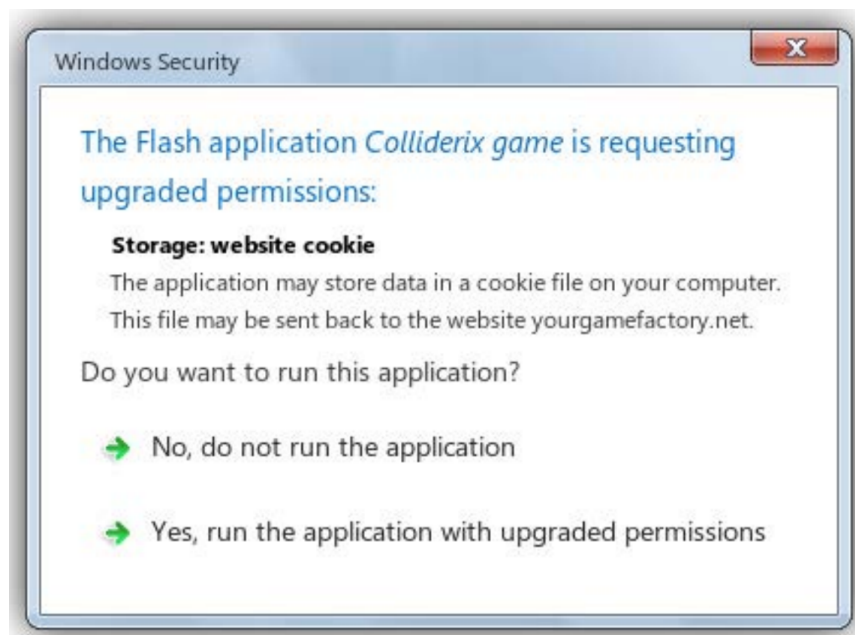 Windows Security
The Flash application Colliderix game is requesting
upgraded permissions:
Storage: website cookie
The application may store data in a cookie file on your computer.
This file may be sent back to the website yourgamefactory.net.
Do you want to run this application?
No, do not run the application
Yes, run the application with upgraded permissions